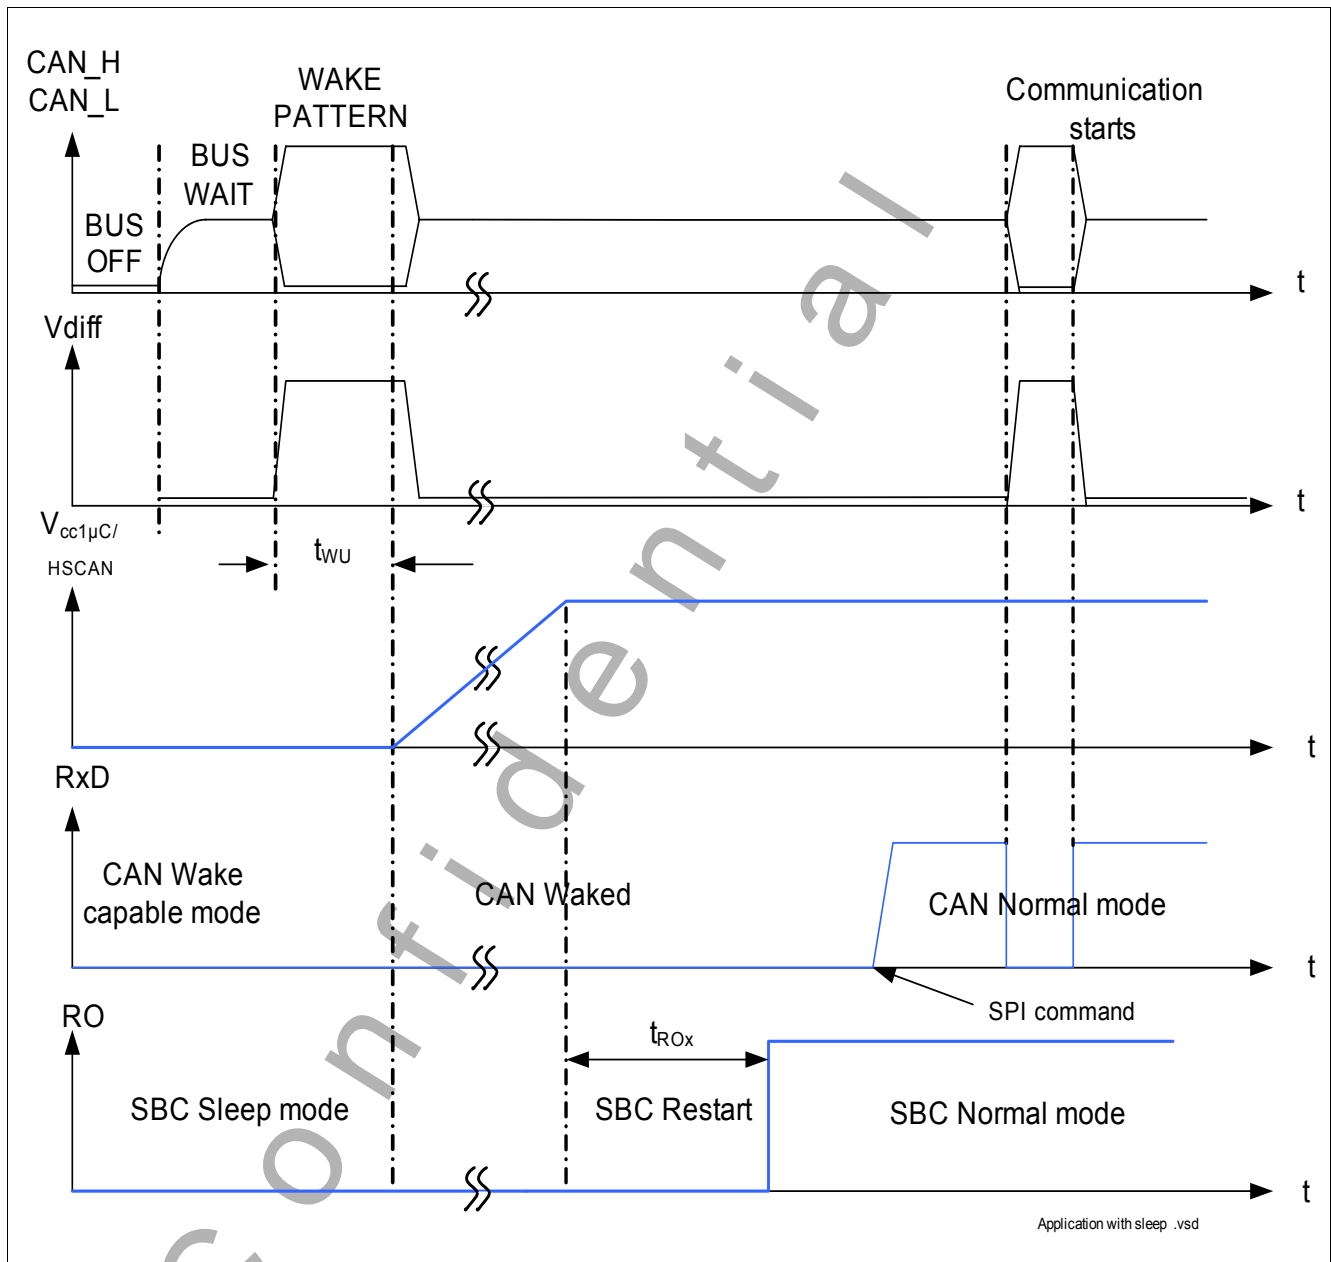 CAN_H
CAN_L
WAKE
PATTERN
Communication
starts
BUS
WAIT
BUS
OFF
t
Vdiff
t
Vcc1µC/
HSCAN
tWU
t
RxD
CAN Wake
capable mode
CAN Waked
CAN Normal mode
t
SPI command
RO
tROx
SBC Sleep mode
SBC Restart
SBC Normal mode
t
Application with sleep .vsd
Confidential